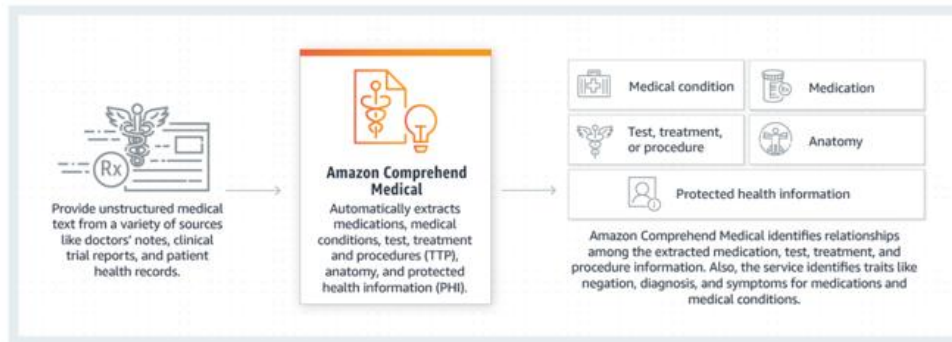 Rx
Provide unstructured medical
text from a variety of sources
like doctors' notes, clinical
trial reports, and patient
health records.
Amazon Comprehend
Medical
Automatically extracts
medications, medical
conditions, test, treatment
and procedures (TTP),
anatomy, and protected
health information (PHI).
Medical condition
Medication
Test, treatment,
or procedure
Anatomy
Protected health information
Amazon Comprehend Medical identifies relationships
among the extracted medication, test, treatment, and
procedure information. Also, the service identifies traits like
negation, diagnosis, and symptoms for medications and
medical conditions.